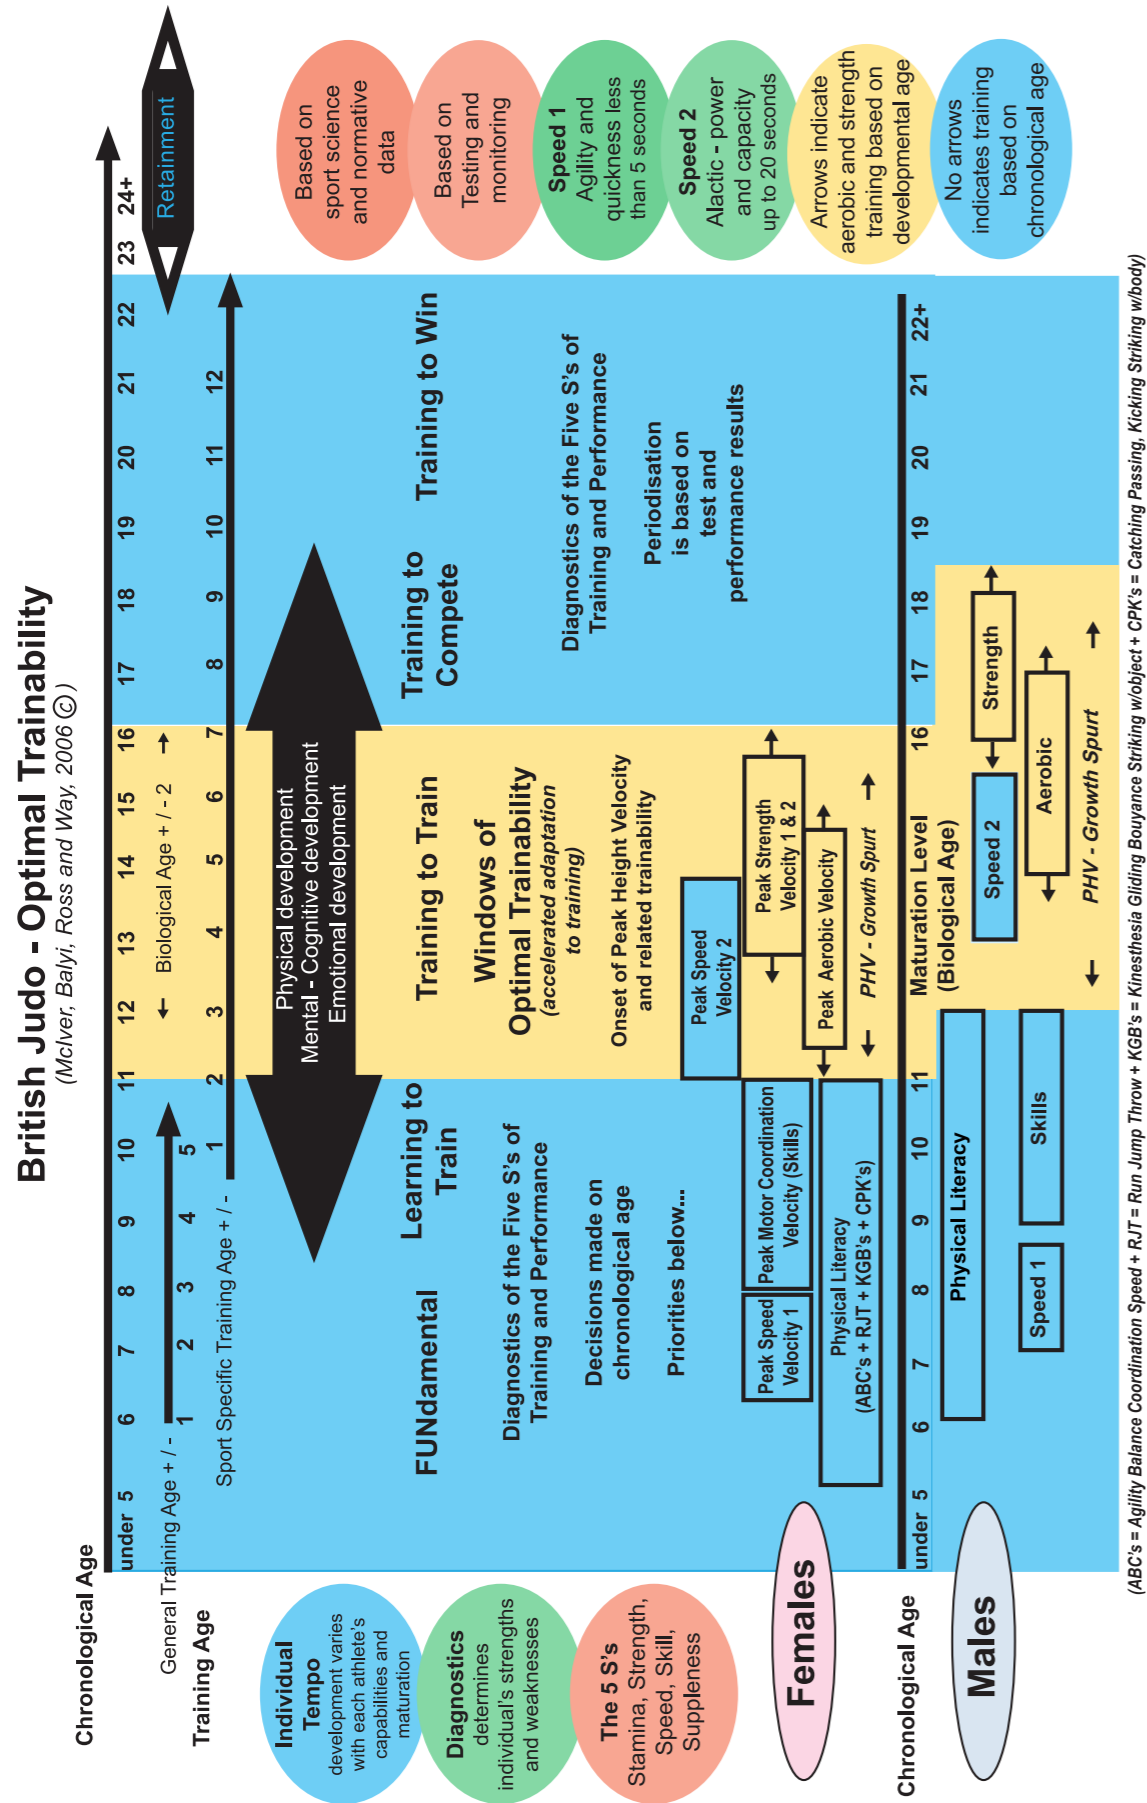 British Judo - Optimal Trainability
(McIver, Balyi, Ross and Way, 2006 ©)
Chronological Age
under 5 6 7 8 9 10 11 12 13 14 15 16 17 18 19 20 21 22 23 24+
General Training Age + / -
Biological Age + / - 2
Retainment
Training Age
1 2 3 4 5
Sport Specific Training Age + / -
1 2 3 4 5 6 7 8 9 10 11 12
Physical development
Mental - Cognitive development
Emotional development
Individual
Tempo
development varies
with each athlete's
capabilities and
maturation
Diagnostics
determines
individual's strengths
and weaknesses
The 5 S's
Stamina, Strength,
Speed, Skill,
Suppleness
FUNdamental
Learning to
Train
Training to Train
Training to
Compete
Training to Win
Diagnostics of the Five S's of
Training and Performance
Decisions made on
chronological age
Priorities below...
Windows of
Optimal Trainability
(accelerated adaptation
to training)
Onset of Peak Height Velocity
and related trainability
Diagnostics of the Five S's of
Training and Performance
Periodisation
is based on
test and
performance results
Based on
sport science
and normative
data
Based on
Testing and
monitoring
Speed 1
Agility and
quickness less
than 5 seconds
Speed 2
Alactic - power
and capacity
up to 20 seconds
Arrows indicate
aerobic and strength
training based on
developmental age
No arrows
indicates training
based on
chronological age
Females
Peak Speed
Velocity 2
Peak Speed
Velocity 1
Peak Motor Coordination
Velocity (Skills)
Peak Strength
Velocity 1 & 2
Peak Aerobic Velocity
Physical Literacy
(ABC's + RJT + KGB's + CPK's)
PHV - Growth Spurt
Chronological Age
under 5 6 7 8 9 10 11 Maturation Level
(Biological Age)
16 17 18 19 20 21 22+
Males
Physical Literacy
Speed 2
Strength
Speed 1
Skills
Aerobic
PHV - Growth Spurt
(ABC's = Agility Balance Coordination Speed + RJT = Run Jump Throw + KGB's = Kinesthesia Gliding Bouyance Striking w/object + CPK's = Catching Passing, Kicking Striking w/body)